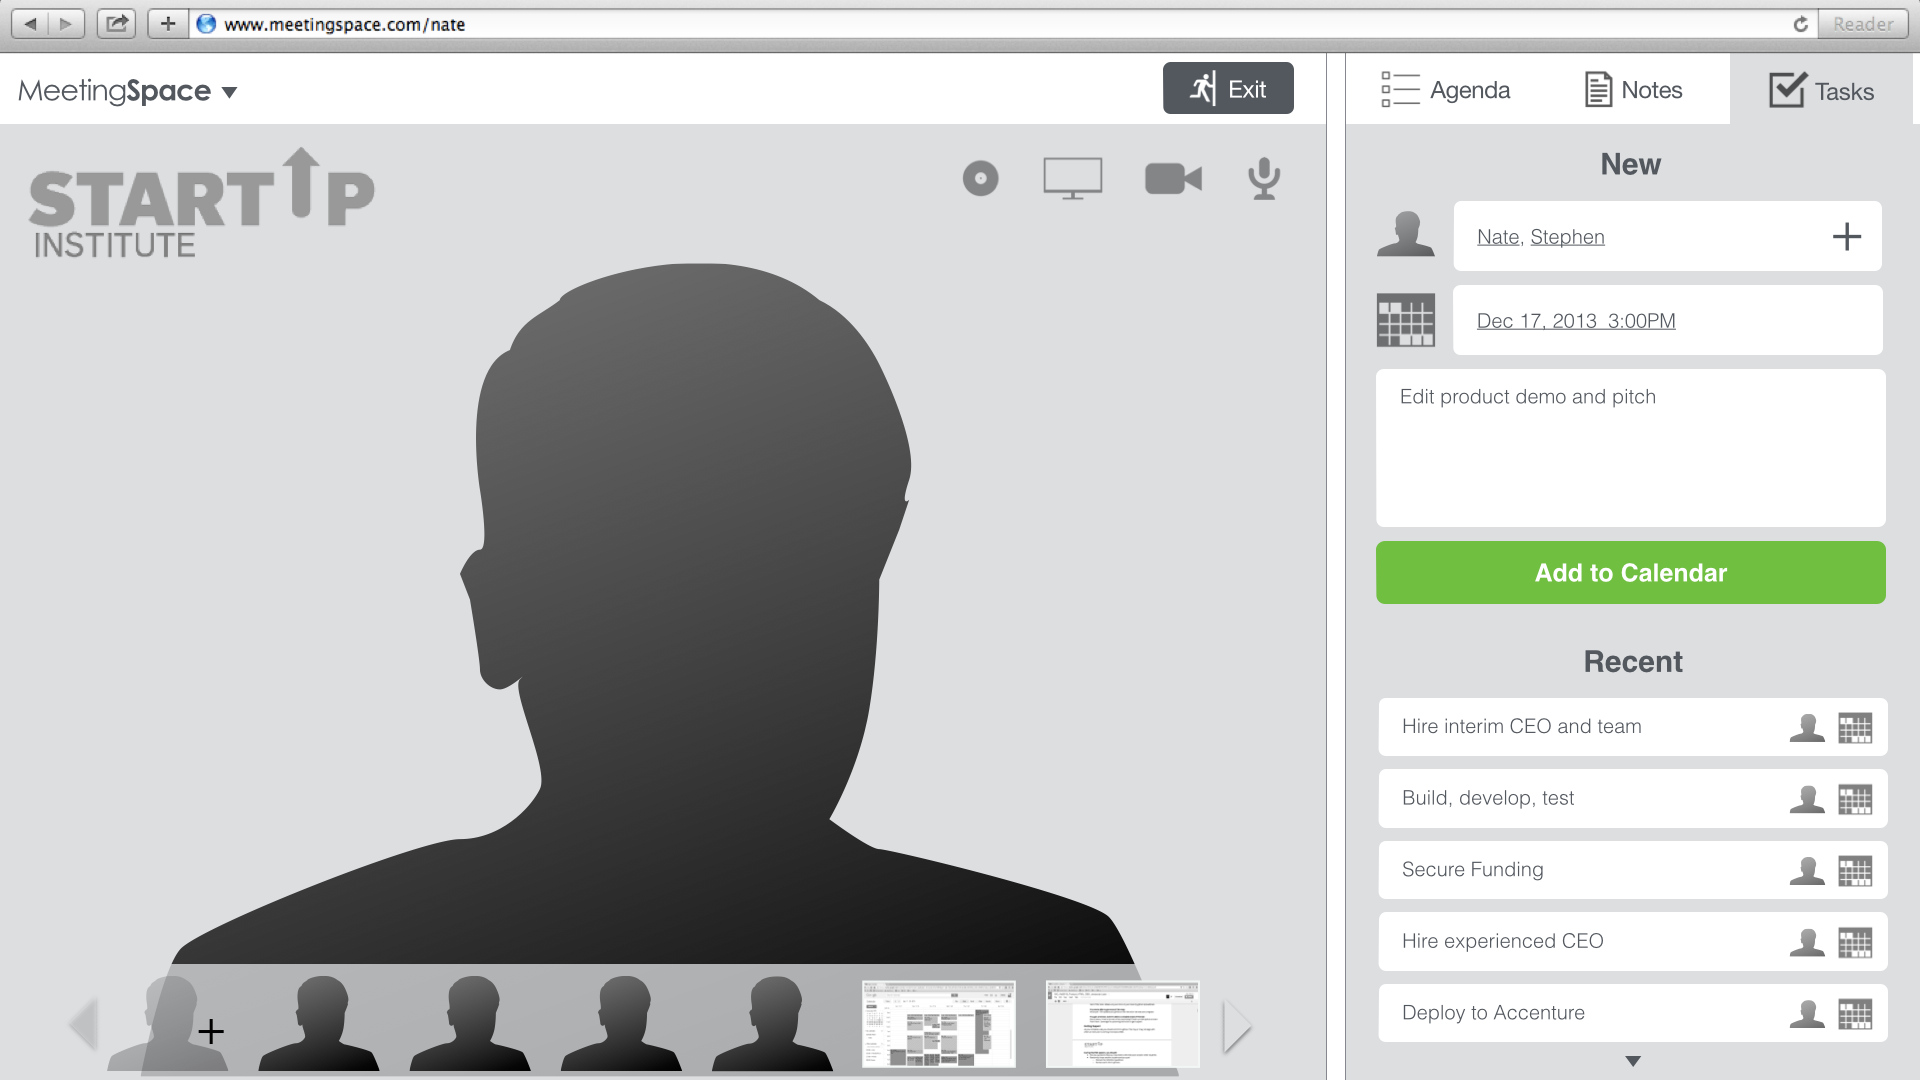 www.meetingspace.com/nate
Reader
MeetingSpace
Exit
Agenda
Notes
Tasks
STARTUP
INSTITUTE
New
Nate, Stephen
Dec 17, 2013 3:00PM
Edit product demo and pitch
Add to Calendar
Recent
Hire interim CEO and team
Build, develop, test
Secure Funding
Hire experienced CEO
Deploy to Accenture